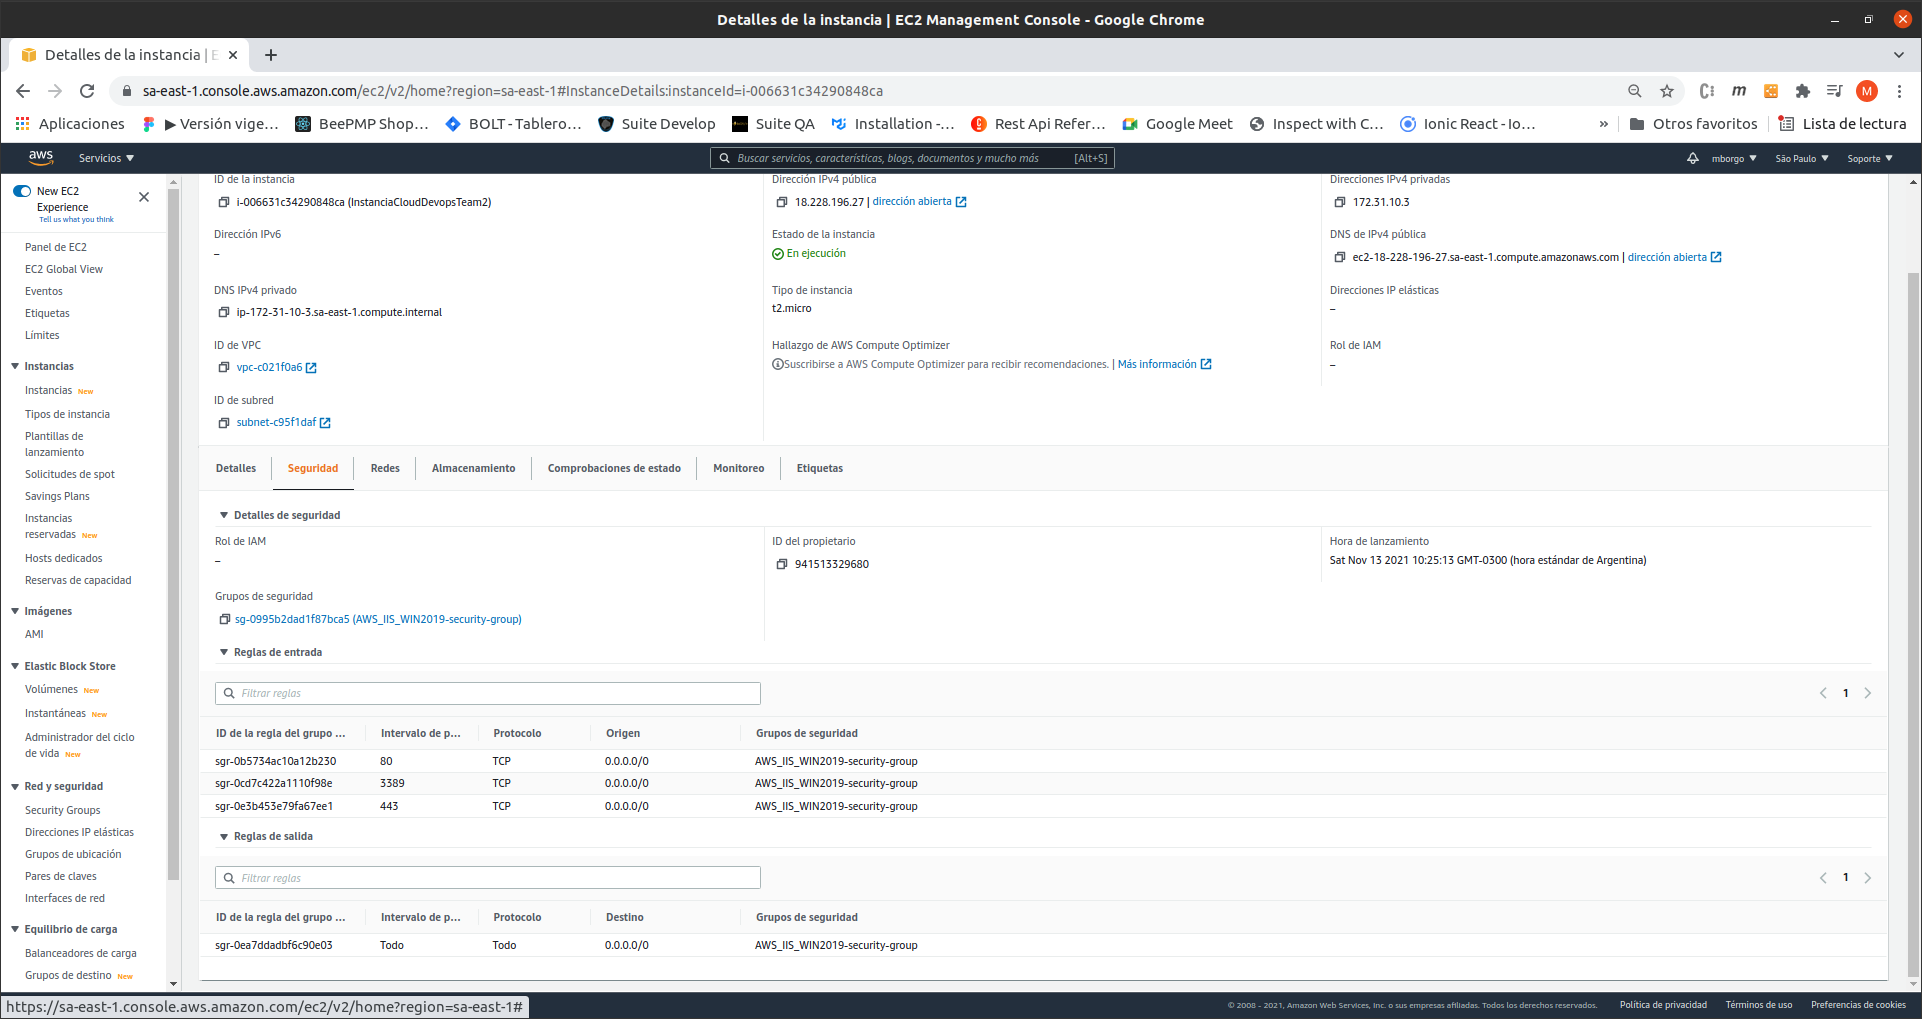 Detalles de la instancia | EC2 Management Console - Google Chrome
Detalles de la instancia | E
sa-east-1.console.aws.amazon.com/ec2/v2/home?region=sa-east-1#InstanceDetails:instanceId=i-006631c34290848ca
M
Aplicaciones
▶ Versión vige...
BeePMP Shop...
BOLT - Tablero...
Suite Develop
Suite QA
Installation -...
Rest Api Refer...
Google Meet
Inspect with C...
Ionic React - Io...
»
Otros favoritos
Lista de lectura
aws
Servicios
Buscar servicios, características, blogs, documentos y mucho más
[Alt+S]
mborgo
São Paulo
Soporte
New EC2
Experience
Tell us what you think
Panel de EC2
EC2 Global View
Eventos
Etiquetas
Límites
Instancias
Instancias New
Tipos de instancia
Plantillas de
lanzamiento
Solicitudes de spot
Savings Plans
Instancias
reservadas New
Hosts dedicados
Reservas de capacidad
Imágenes
AMI
Elastic Block Store
Volúmenes New
Instantáneas New
Administrador del ciclo
de vida New
Red y seguridad
Security Groups
Direcciones IP elásticas
Grupos de ubicación
Pares de claves
Interfaces de red
Equilibrio de carga
Balanceadores de carga
Grupos de destino New
ID de la instancia
i-006631c34290848ca (InstanciaCloudDevopsTeam2)
Dirección IPv4 pública
18.228.196.27 | dirección abierta
Direcciones IPv4 privadas
172.31.10.3
Dirección IPv6
–
Estado de la instancia
En ejecución
DNS de IPv4 pública
ec2-18-228-196-27.sa-east-1.compute.amazonaws.com | dirección abierta
DNS IPv4 privado
ip-172-31-10-3.sa-east-1.compute.internal
Tipo de instancia
t2.micro
Direcciones IP elásticas
–
ID de VPC
vpc-c021f0a6
Hallazgo de AWS Compute Optimizer
Suscribirse a AWS Compute Optimizer para recibir recomendaciones. | Más información
Rol de IAM
–
ID de subred
subnet-c95f1daf
Detalles
Seguridad
Redes
Almacenamiento
Comprobaciones de estado
Monitoreo
Etiquetas
Detalles de seguridad
Rol de IAM
–
ID del propietario
941513329680
Hora de lanzamiento
Sat Nov 13 2021 10:25:13 GMT-0300 (hora estándar de Argentina)
Grupos de seguridad
sg-0995b2dad1f87bca5 (AWS_IIS_WIN2019-security-group)
Reglas de entrada
Filtrar reglas
1
ID de la regla del grupo ... Intervalo de p... Protocolo Origen Grupos de seguridad
sgr-0b5734ac10a12b230 80 TCP 0.0.0.0/0 AWS_IIS_WIN2019-security-group
sgr-0cd7c422a1110f98e 3389 TCP 0.0.0.0/0 AWS_IIS_WIN2019-security-group
sgr-0e3b453e79fa67ee1 443 TCP 0.0.0.0/0 AWS_IIS_WIN2019-security-group
Reglas de salida
Filtrar reglas
1
ID de la regla del grupo ... Intervalo de p... Protocolo Destino Grupos de seguridad
sgr-0ea7ddadbf6c90e03 Todo Todo 0.0.0.0/0 AWS_IIS_WIN2019-security-group
https://sa-east-1.console.aws.amazon.com/ec2/v2/home?region=sa-east-1#
© 2008 - 2021, Amazon Web Services, Inc. o sus empresas afiliadas. Todos los derechos reservados.
Política de privacidad
Términos de uso
Preferencias de cookies